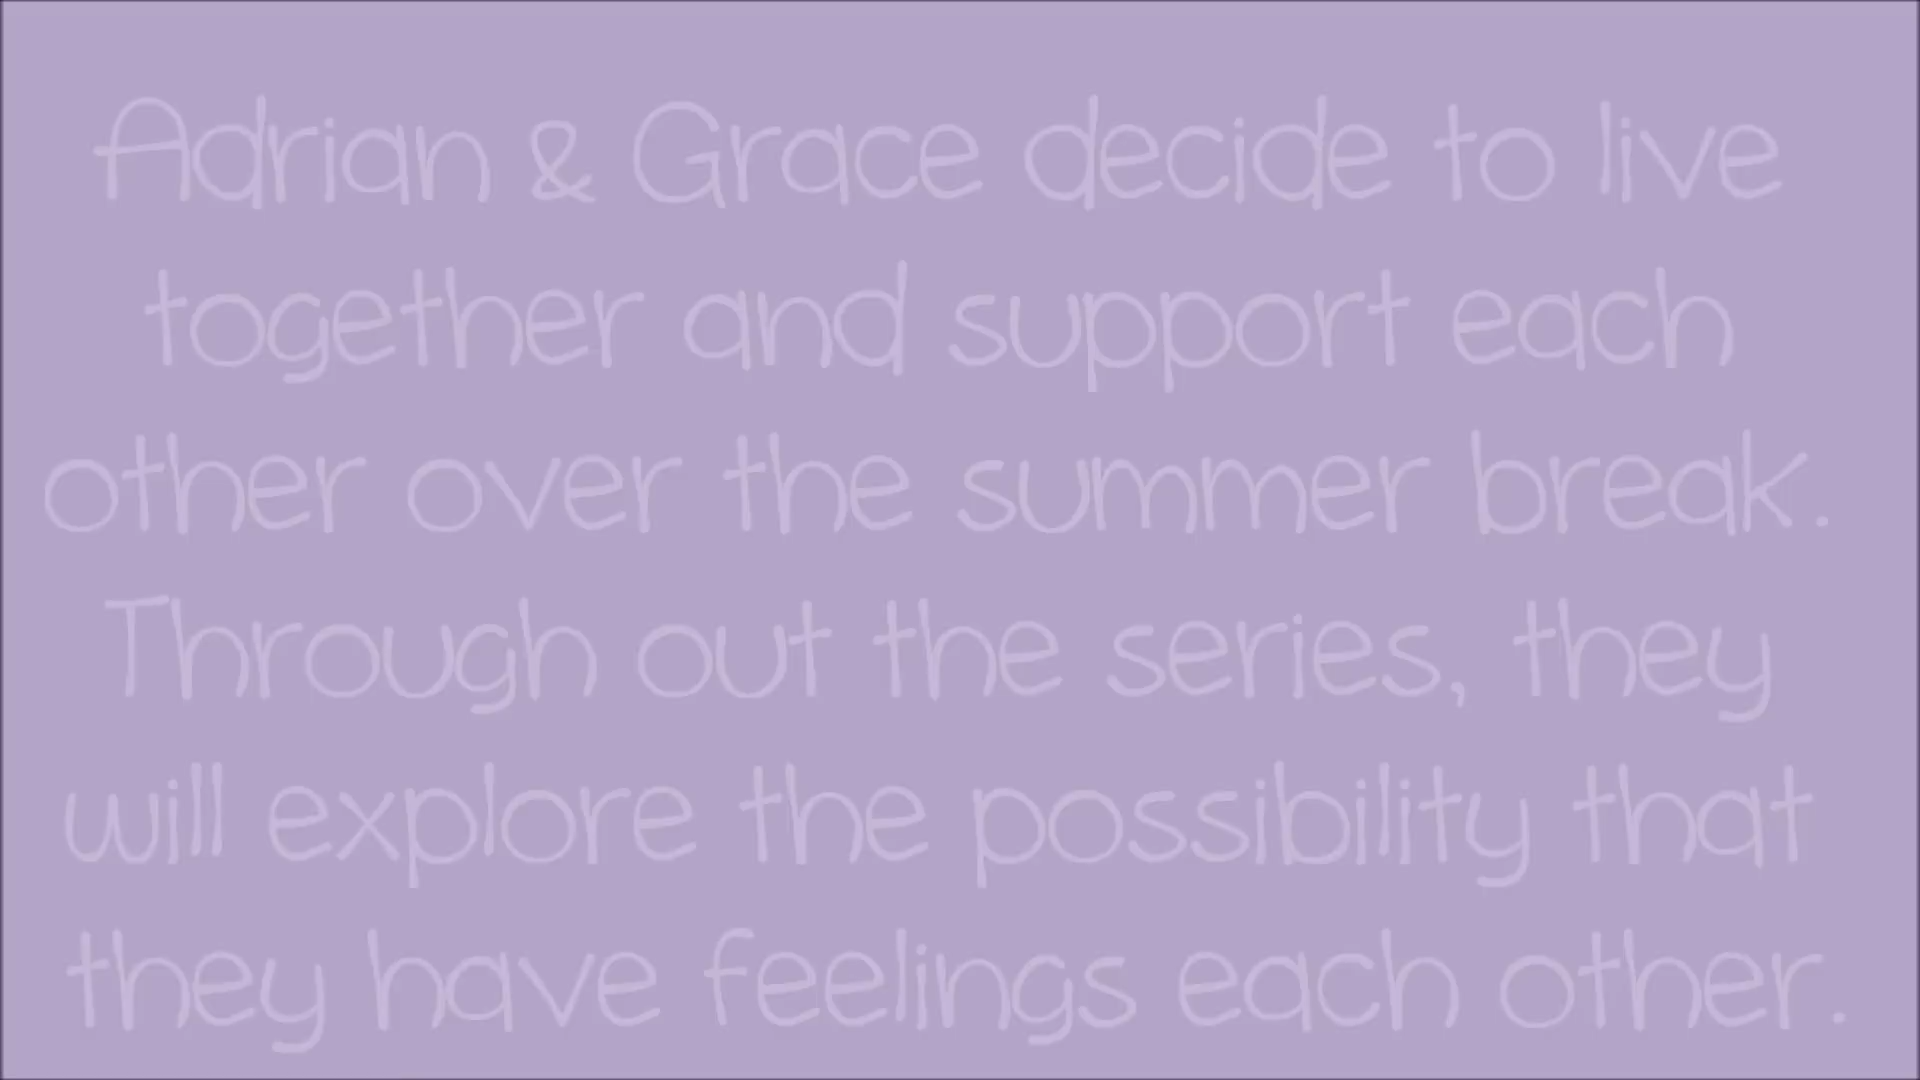 Adrian & Grace decide to live
together and support each
other over the summer break.
Through out the series, they
will explore the possibility that
they have feelings each other.